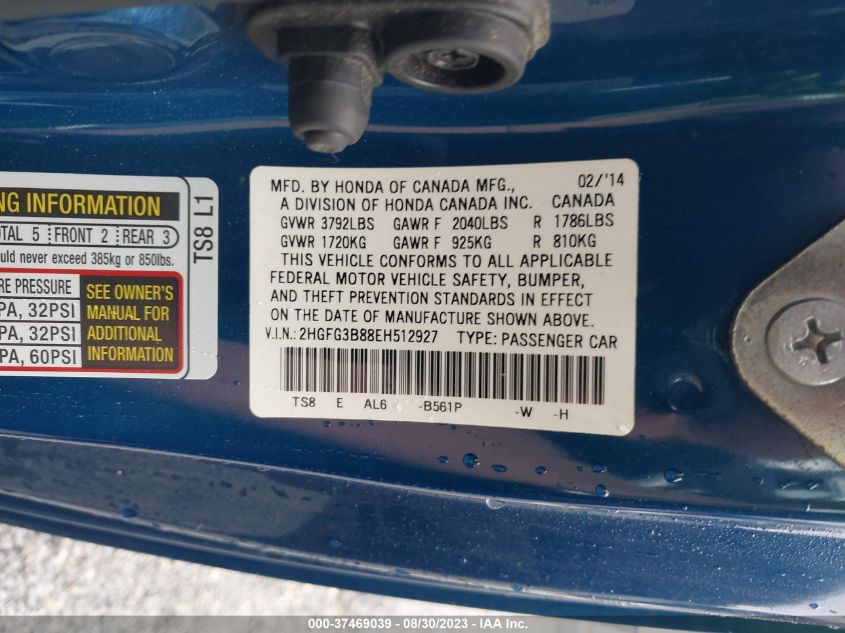 NG INFORMATION
OTAL 5 FRONT 2 REAR 3
ould never exceed 385kg or 850lbs.
RE PRESSURE
PA, 32PSI
PA, 32PSI
PA, 60PSI
SEE OWNER'S
MANUAL FOR
ADDITIONAL
INFORMATION
TS8 L1
MFD. BY HONDA OF CANADA MFG., 02/'14
A DIVISION OF HONDA CANADA INC. CANADA
GVWR 3792LBS GAWR F 2040LBS R 1786LBS
GVWR 1720KG GAWR F 925KG R 810KG
THIS VEHICLE CONFORMS TO ALL APPLICABLE
FEDERAL MOTOR VEHICLE SAFETY, BUMPER,
AND THEFT PREVENTION STANDARDS IN EFFECT
ON THE DATE OF MANUFACTURE SHOWN ABOVE.
V.I.N.: 2HGFG3B88EH512927 TYPE: PASSENGER CAR
TS8 E AL6 -B561P -W -H
000-37469039 - 08/30/2023 - IAA Inc.